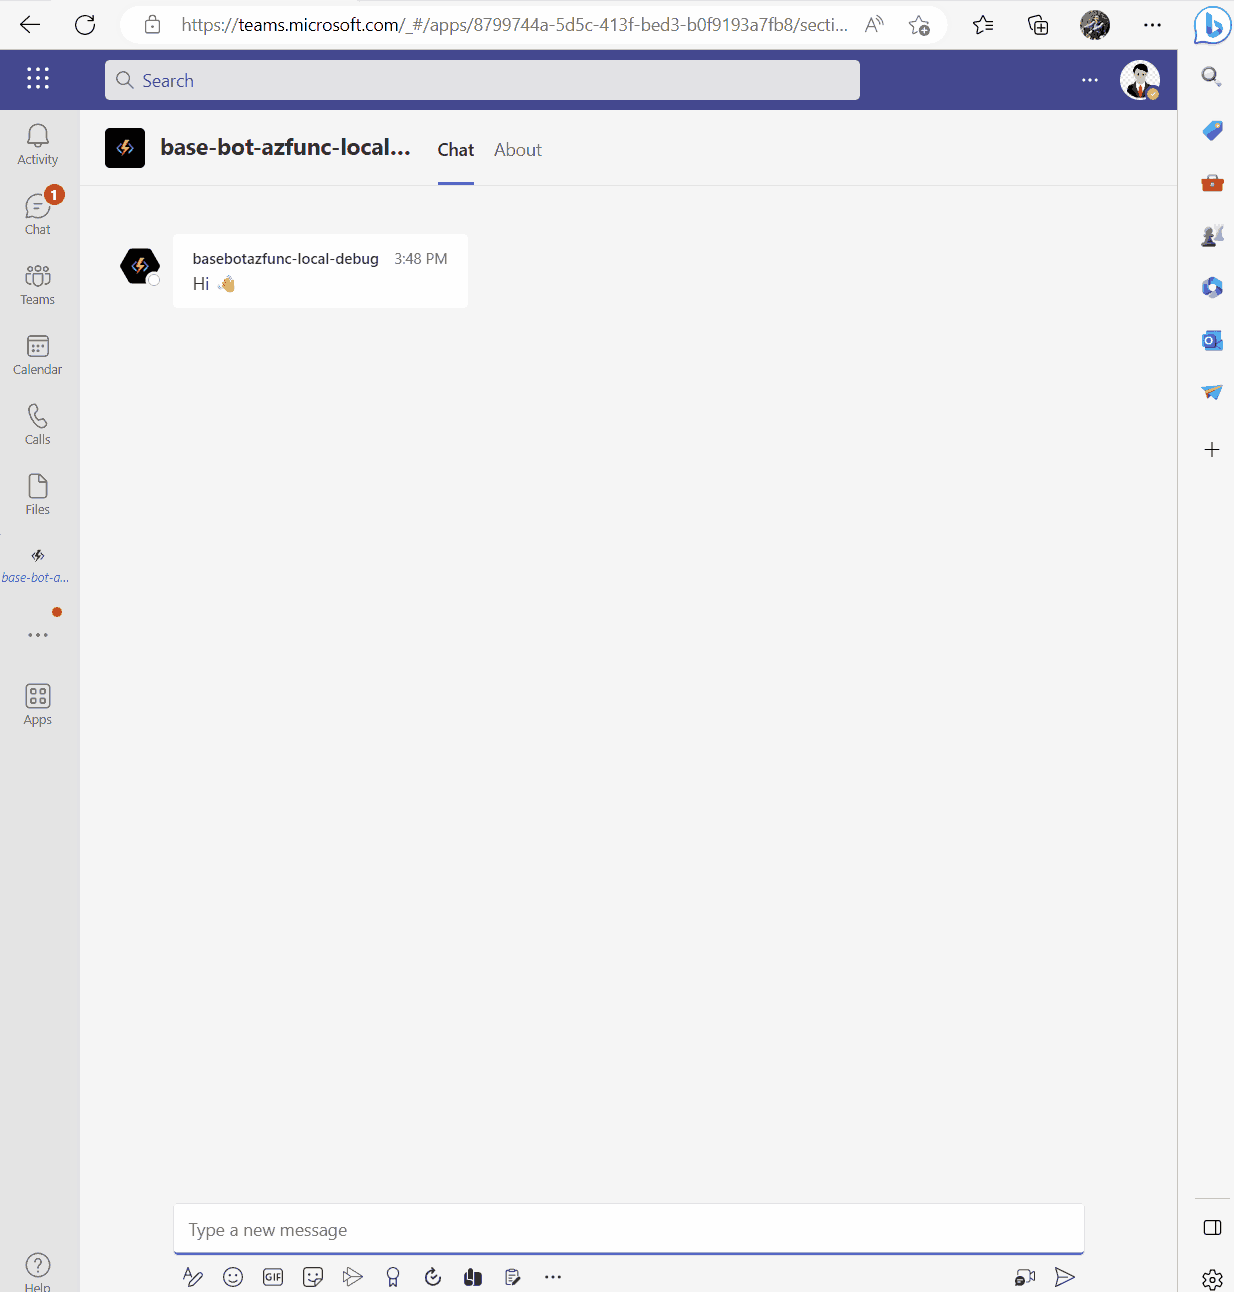 https://teams.microsoft.com/_#/apps/8799744a-5d5c-413f-bed3-b0f9193a7fb8/secti...
Search
Activity
1
Chat
Teams
Calendar
Calls
Files
base-bot-a...
Apps
Help
base-bot-azfunc-local...
Chat
About
basebotazfunc-local-debug 3:48 PM
Hi 👋
Type a new message
GIF